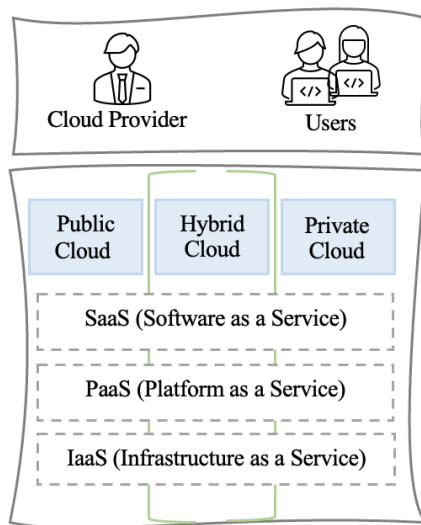 </>
</>
Cloud Provider
Users
Public
Cloud
Hybrid
Cloud
Private
Cloud
SaaS (Software as a Service)
PaaS (Platform as a Service)
IaaS (Infrastructure as a Service)